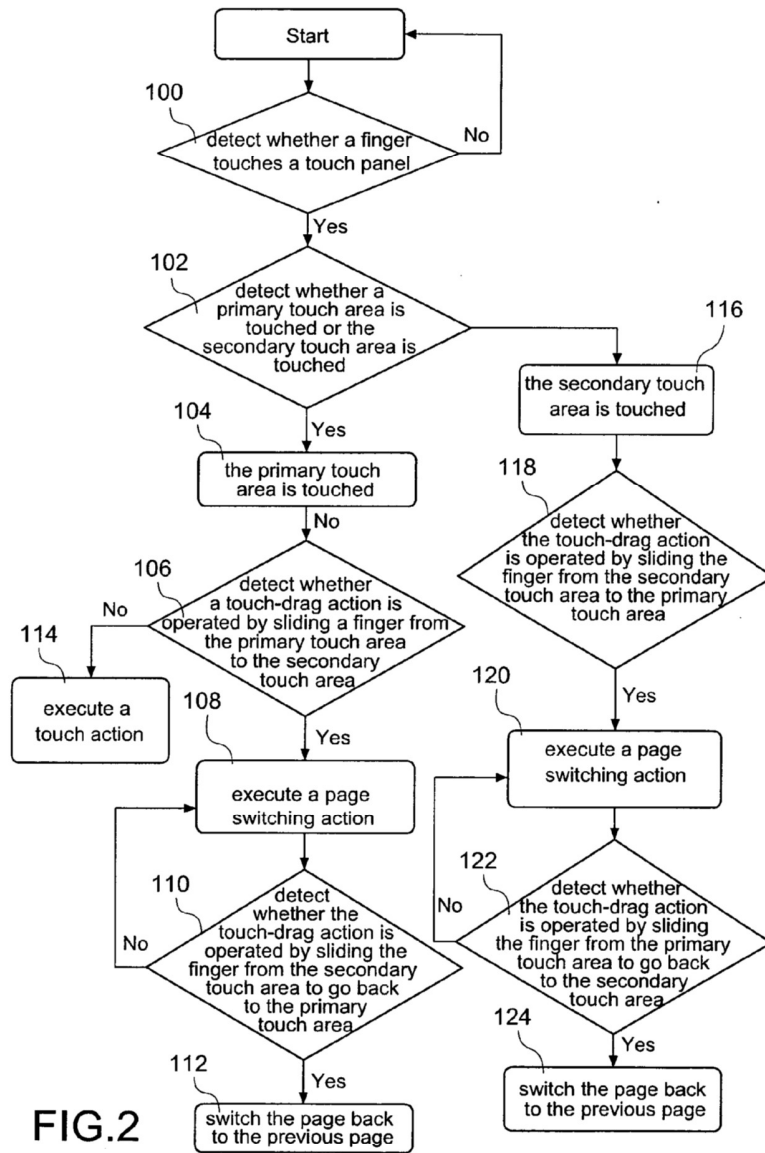 Start
100
detect whether a finger
touches a touch panel
No
Yes
102
detect whether a
primary touch area is
touched or the
secondary touch area is
touched
116
the secondary touch
area is touched
Yes
104
the primary touch
area is touched
No
118
detect whether
the touch-drag action
is operated by sliding the
finger from the secondary
touch area to the primary
touch area
106
detect whether
a touch-drag action is
operated by sliding a finger from
the primary touch area
to the secondary
touch area
No
114
execute a
touch action
Yes
108
execute a page
switching action
Yes
120
execute a page
switching action
110
detect
whether the
touch-drag action is
operated by sliding the
finger from the secondary
touch area to go back
to the primary
touch area
No
122
detect whether
the touch-drag action
is operated by sliding
the finger from the primary
touch area to go back
to the secondary
touch area
No
Yes
112
switch the page back
to the previous page
Yes
124
switch the page back
to the previous page
FIG.2